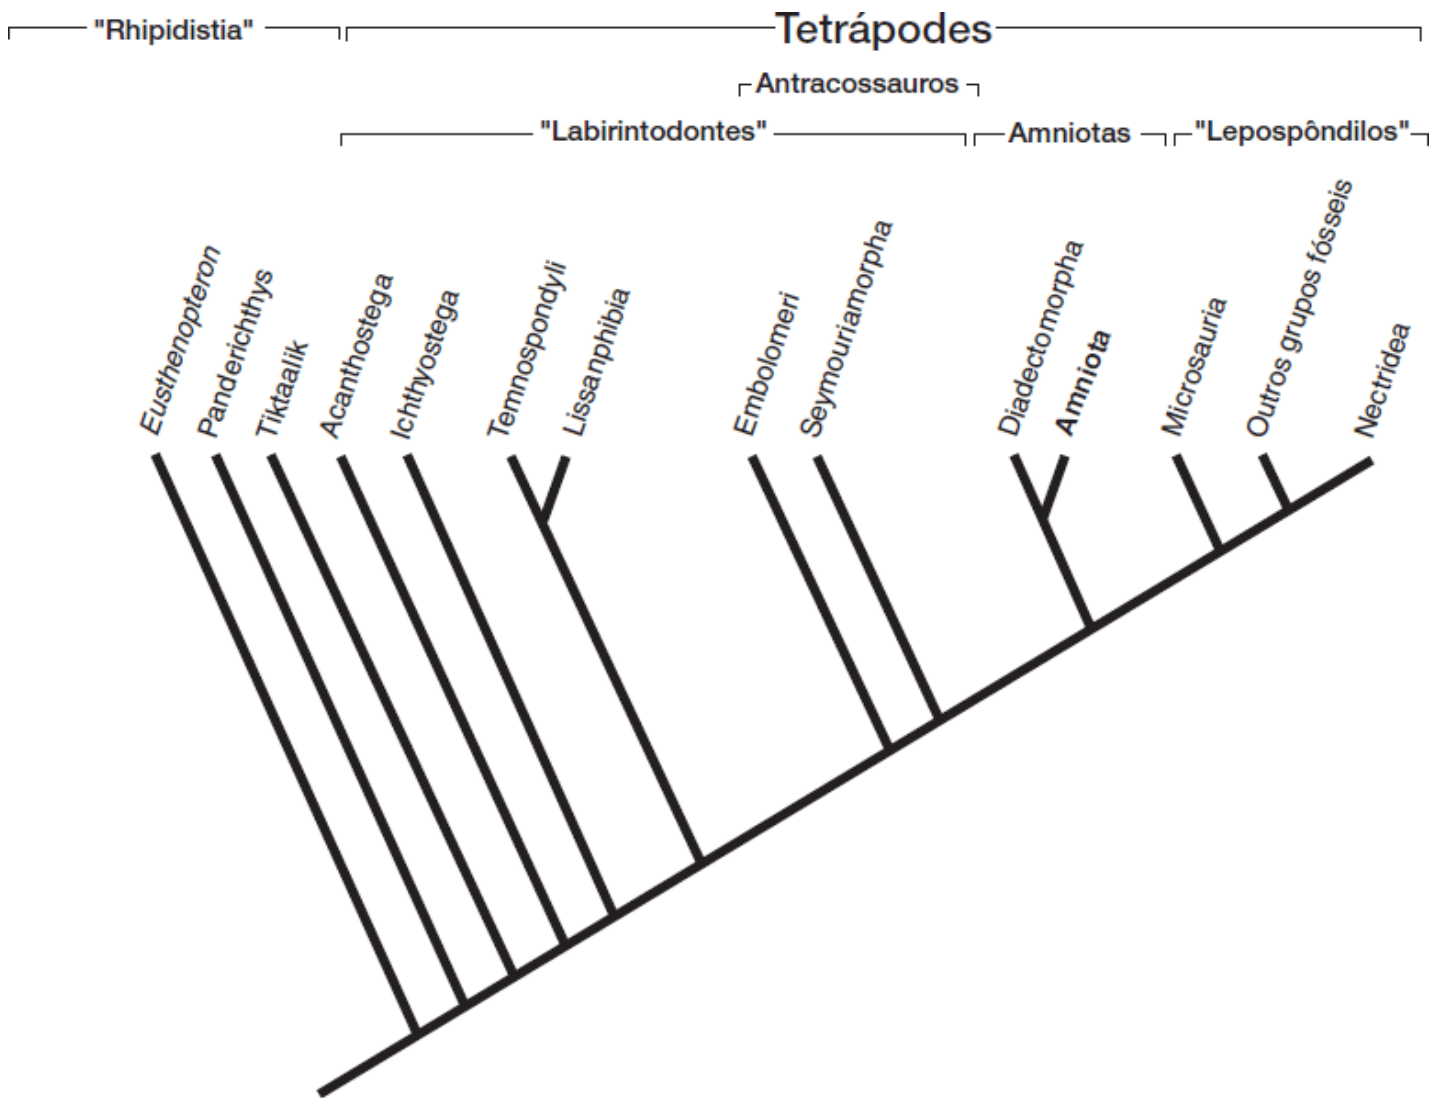 "Rhipidistia"
Tetrápodes
Antracossauros
"Labirintodontes"
Amniotas
"Lepospôndilos"
Eusthenopteron
Panderichthys
Tiktaalik
Acanthostega
Ichthyostega
Temnospondyli
Lissanphibia
Embolomeri
Seymouriamorpha
Diadectomorpha
Amniota
Microsauria
Outros grupos fósseis
Nectridea